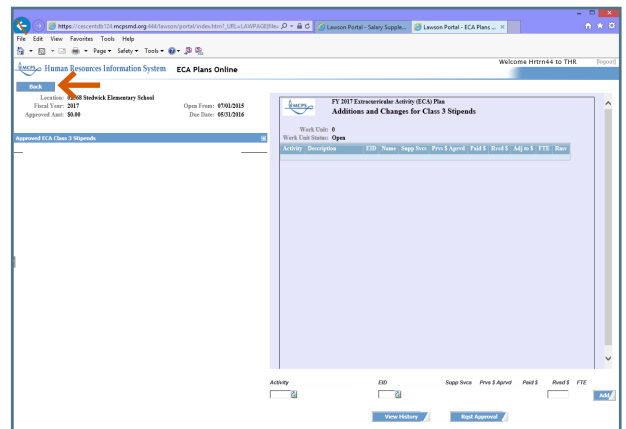 https://cescentdb124.mcpsmd.org:444/lawson/portal/index.htm?_URL=LAWPAGE|Ne
Lawson Portal - Salary Supple...
Lawson Portal - ECA Plans ...
File Edit View Favorites Tools Help
Page Safety Tools
MCPS Human Resources Information System ECA Plans Online
Welcome Hrtrn44 to THR [logout]
Back
Location: Stedwick Elementary School
Fiscal Year: 2017 Open From: 07/01/2015
Approved Amt: $0.00 Due Date: 05/31/2016
Approved ECA Class 3 Stipends
MCPS
FY 2017 Extracurricular Activity (ECA) Plan
Additions and Changes for Class 3 Stipends
Work Unit: 0
Work Unit Status: Open
Activity Description EID Name Supp Svcs Prvs $ Aprvd Paid $ Rvsd $ Adj to $ FTE Rmv
Activity EID Supp Svcs Prvs $ Aprvd Paid $ Rvsd $ FTE
Add
View History Rqst Approval